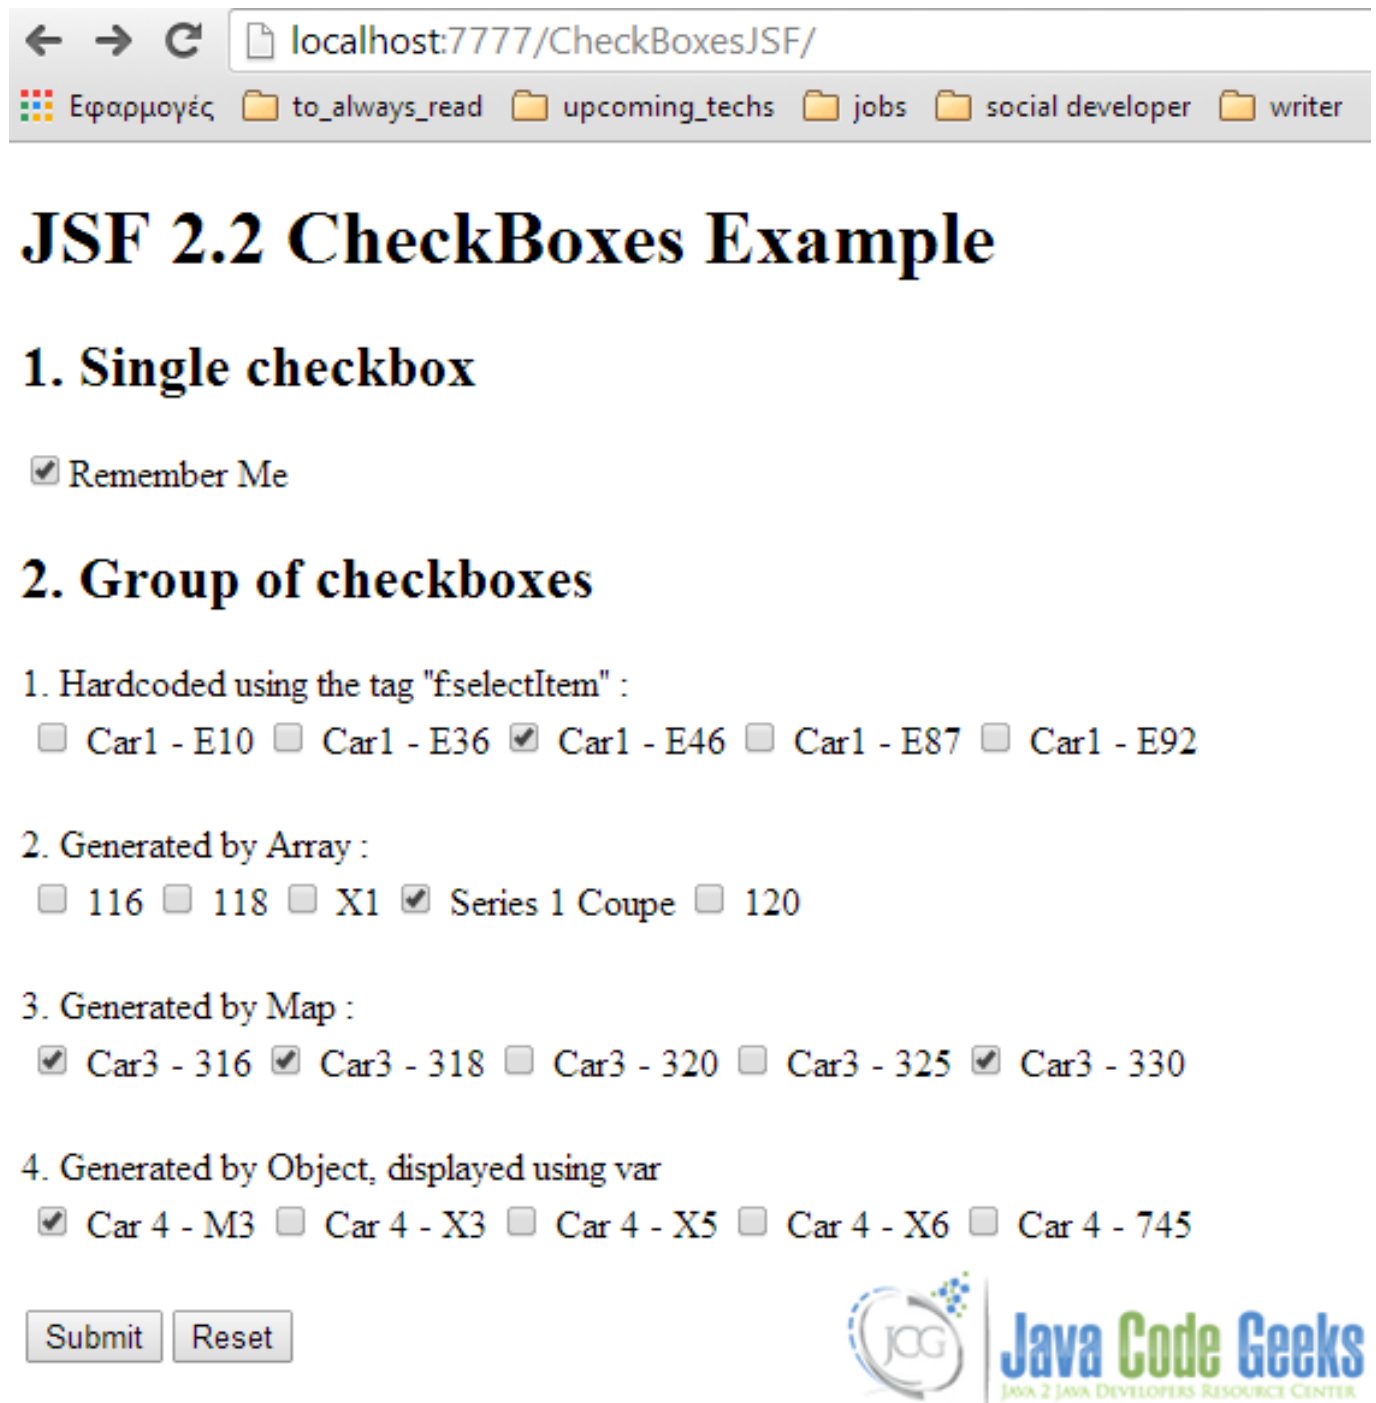 localhost:7777/CheckBoxesJSF/
Εφαρμογές to_always_read upcoming_techs jobs social developer writer
JSF 2.2 CheckBoxes Example
1. Single checkbox
Remember Me
2. Group of checkboxes
1. Hardcoded using the tag "f:selectItem" :
Car1 - E10 Car1 - E36 Car1 - E46 Car1 - E87 Car1 - E92
2. Generated by Array :
116 118 X1 Series 1 Coupe 120
3. Generated by Map :
Car3 - 316 Car3 - 318 Car3 - 320 Car3 - 325 Car3 - 330
4. Generated by Object, displayed using var
Car 4 - M3 Car 4 - X3 Car 4 - X5 Car 4 - X6 Car 4 - 745
Submit Reset
JCG Java Code Geeks
JAVA 2 JAVA DEVELOPERS RESOURCE CENTER